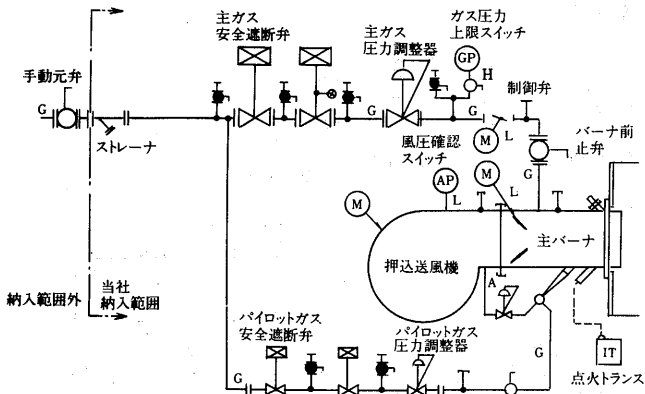 主ガス
安全遮断弁
主ガス
圧力調整器
ガス圧力
上限スイッチ
GP
H
手動元弁
制御弁
G
G
G
G
M
L
ストレーナ
風圧確認
スイッチ
バーナ前
止弁
AP
L
M
L
G
M
主バーナ
押込送風機
納入範囲外
当社
納入範囲
A
パイロットガス
安全遮断弁
パイロットガス
圧力調整器
G
IT
点火トランス
G